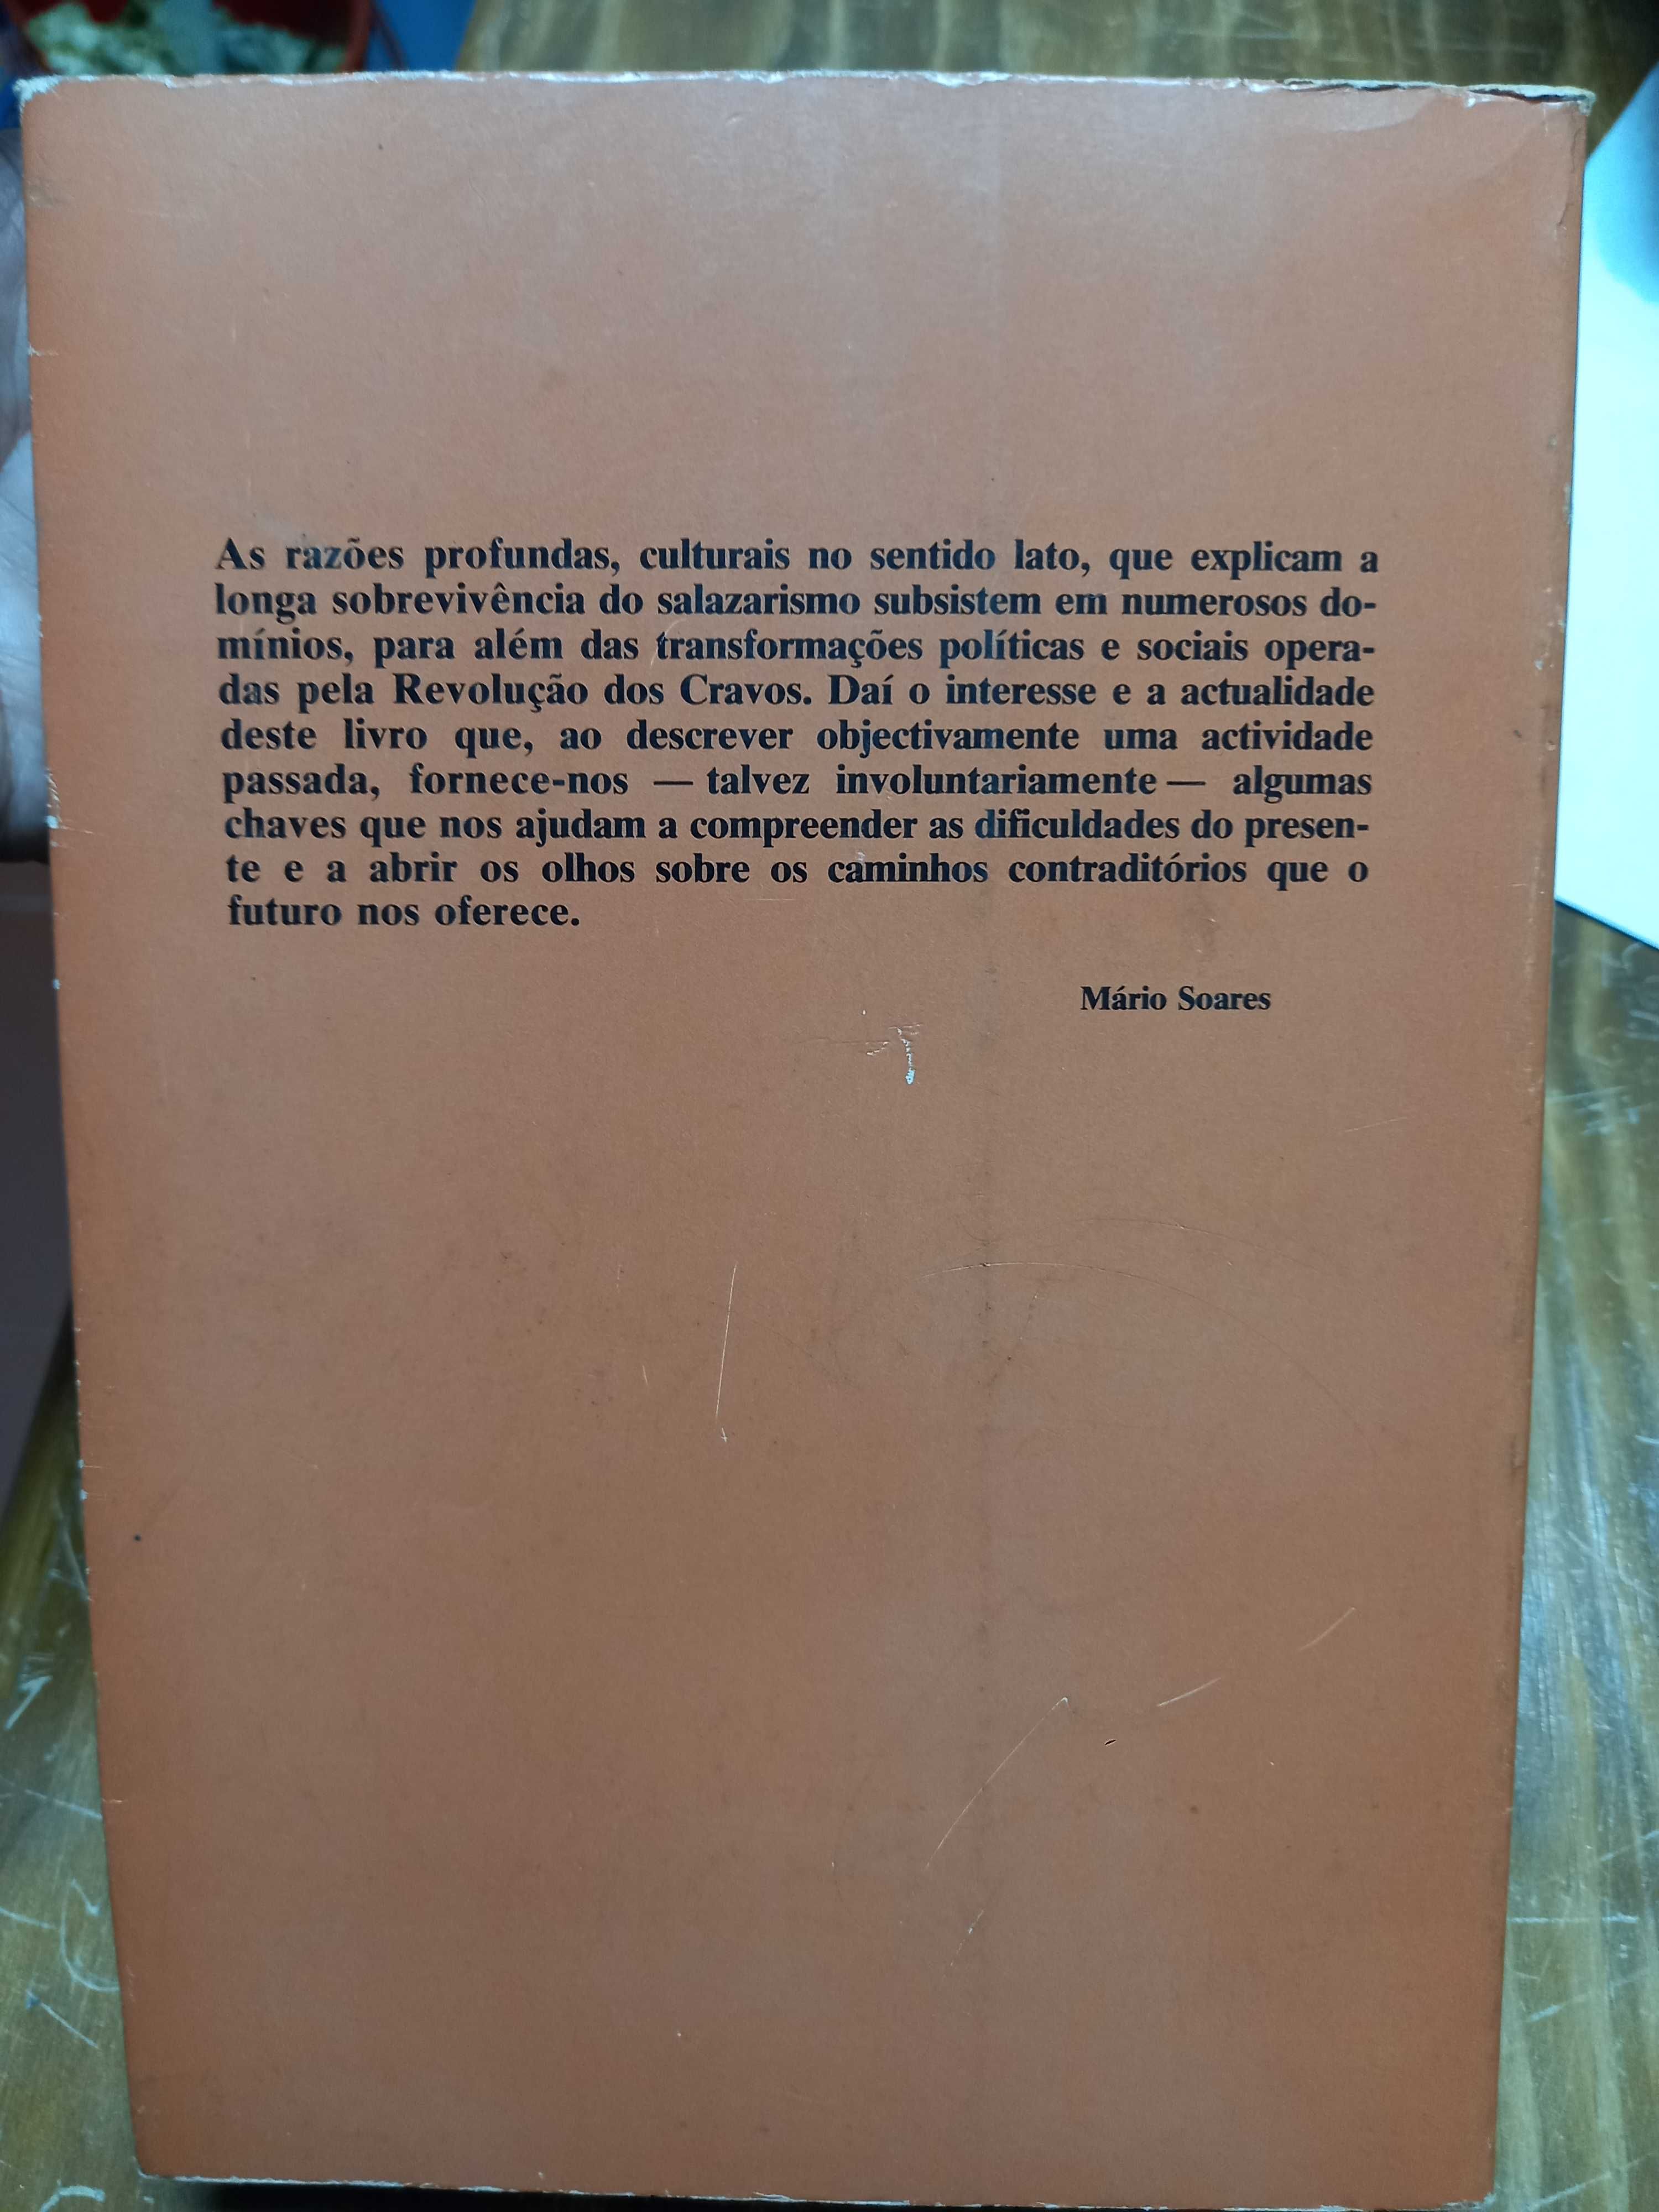 As razões profundas, culturais no sentido lato, que explicam a
longa sobrevivência do salazarismo subsistem em numerosos do-
mínios, para além das transformações políticas e sociais opera-
das pela Revolução dos Cravos. Daí o interesse e a actualidade
deste livro que, ao descrever objectivamente uma actividade
passada, fornece-nos — talvez involuntariamente — algumas
chaves que nos ajudam a compreender as dificuldades do presen-
te e a abrir os olhos sobre os caminhos contraditórios que o
futuro nos oferece.
Mário Soares